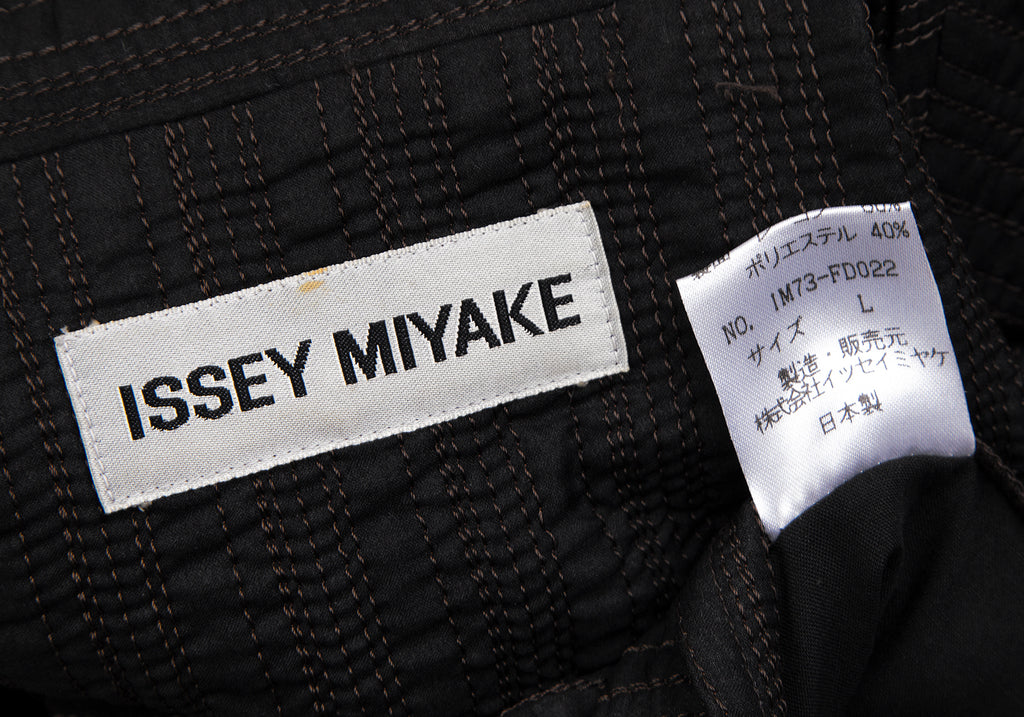 ISSEY MIYAKE
ポリエステル 40%
NO. IM73-FD022
サイズ L
製造・販売元
株式会社イッセイミヤケ
日本製